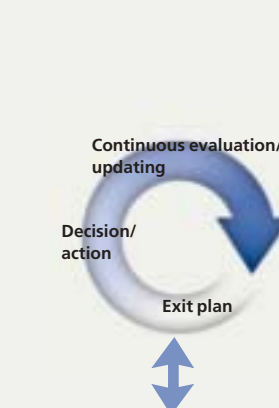 Continuous evaluation/
updating
Decision/
action
Exit plan